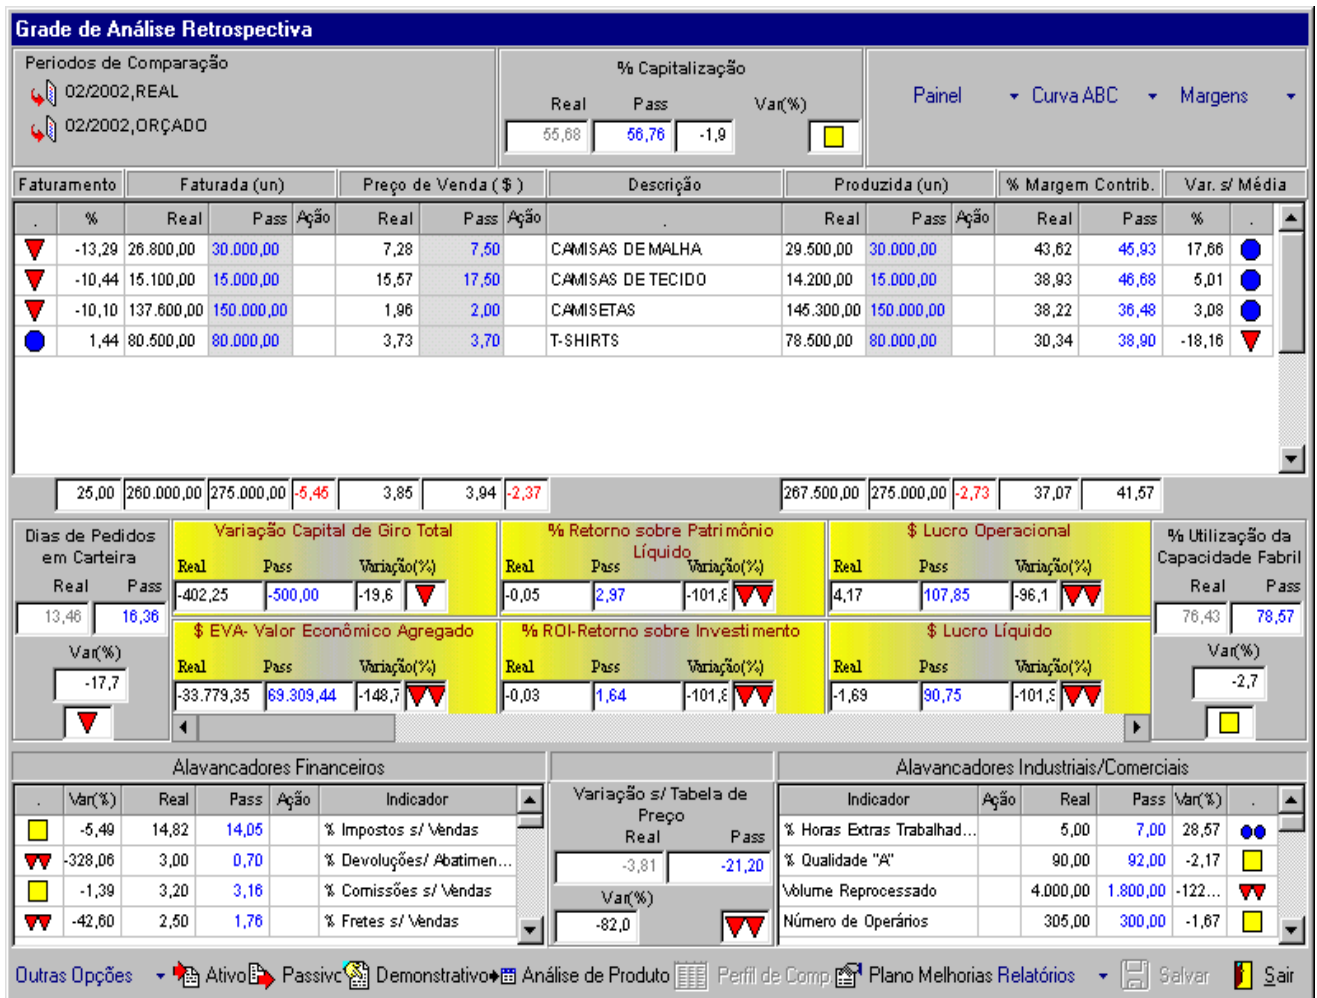 Grade de Análise Retrospectiva
Periodos de Comparação
02/2002,REAL
02/2002,ORÇADO
% Capitalização
Real Pass Var(%)
55,68 56,76 -1,9
Painel Curva ABC Margens
Faturamento Faturada (un) Preço de Venda ( $ ) Descrição Produzida (un) % Margem Contrib. Var. s/ Média
. % Real Pass Ação Real Pass Ação . Real Pass Ação Real Pass % .
-13,29 26.800,00 30.000,00 7,28 7,50 CAMISAS DE MALHA 29.500,00 30.000,00 43,62 45,93 17,66
-10,44 15.100,00 15.000,00 15,57 17,50 CAMISAS DE TECIDO 14.200,00 15.000,00 38,93 46,68 5,01
-10,10 137.600,00 150.000,00 1,96 2,00 CAMISETAS 145.300,00 150.000,00 38,22 36,48 3,08
1,44 80.500,00 80.000,00 3,73 3,70 T-SHIRTS 78.500,00 80.000,00 30,34 38,90 -18,16
25,00 260.000,00 275.000,00 -5,45 3,85 3,94 -2,37 267.500,00 275.000,00 -2,73 37,07 41,57
Dias de Pedidos
em Carteira
Real Pass
13,46 16,36
Var(%)
-17,7
Variação Capital de Giro Total
Real Pass Variação(%)
-402,25 -500,00 -19,6
% Retorno sobre Patrimônio
Líquido
Real Pass Variação(%)
-0,05 2,97 -101,8
$ Lucro Operacional
Real Pass Variação(%)
4,17 107,85 -96,1
$ EVA- Valor Econômico Agregado
Real Pass Variação(%)
-33.779,35 69.309,44 -148,7
% ROI-Retorno sobre Investimento
Real Pass Variação(%)
-0,03 1,64 -101,8
$ Lucro Líquido
Real Pass Variação(%)
-1,69 90,75 -101,9
% Utilização da
Capacidade Fabril
Real Pass
76,43 78,57
Var(%)
-2,7
Alavancadores Financeiros
. Var(%) Real Pass Ação Indicador
-5,49 14,82 14,05 % Impostos s/ Vendas
-328,06 3,00 0,70 % Devoluções/ Abatimen...
-1,39 3,20 3,16 % Comissões s/ Vendas
-42,60 2,50 1,76 % Fretes s/ Vendas
Variação s/ Tabela de
Preço
Real Pass
-3,81 -21,20
Var(%)
-82,0
Alavancadores Industriais/Comerciais
Indicador Ação Real Pass Var(%) .
% Horas Extras Trabalhad... 5,00 7,00 28,57
% Qualidade "A" 90,00 92,00 -2,17
Volume Reprocessado 4.000,00 1.800,00 -122...
Número de Operários 305,00 300,00 -1,67
Outras Opções Ativo Passivo Demonstrativo Análise de Produto Perfil de Comp Plano Melhorias Relatórios Salvar Sair